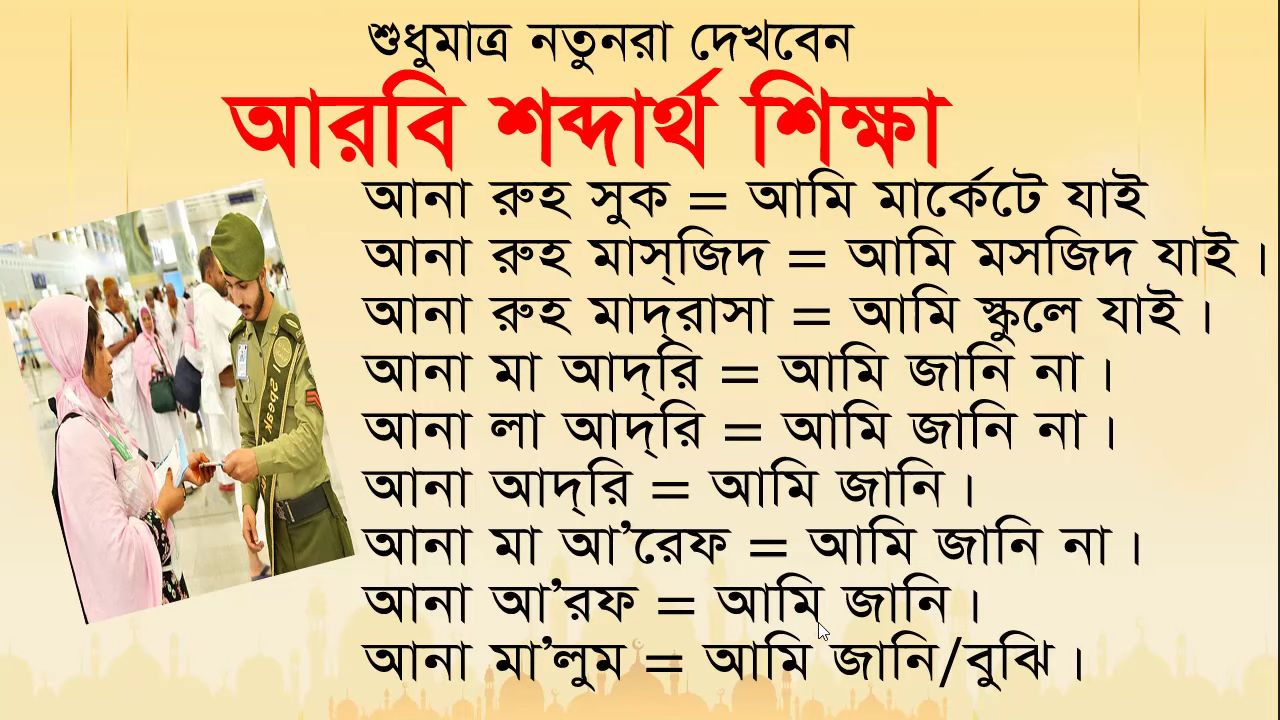 শুধুমাত্র নতুনরা দেখবেন
আরবি শব্দার্থ শিক্ষা
আনা রুহ সুক = আমি মার্কেটে যাই
আনা রুহ মাস্‌জিদ = আমি মসজিদ যাই।
আনা রুহ মাদ্‌রাসা = আমি স্কুলে যাই।
আনা মা আদ্‌রি = আমি জানি না।
আনা লা আদ্‌রি = আমি জানি না।
আনা আদ্‌রি = আমি জানি।
আনা মা আ’রেফ = আমি জানি না।
আনা আ’রফ = আমি জানি।
আনা মা’লুম = আমি জানি/বুঝি।
I Speak